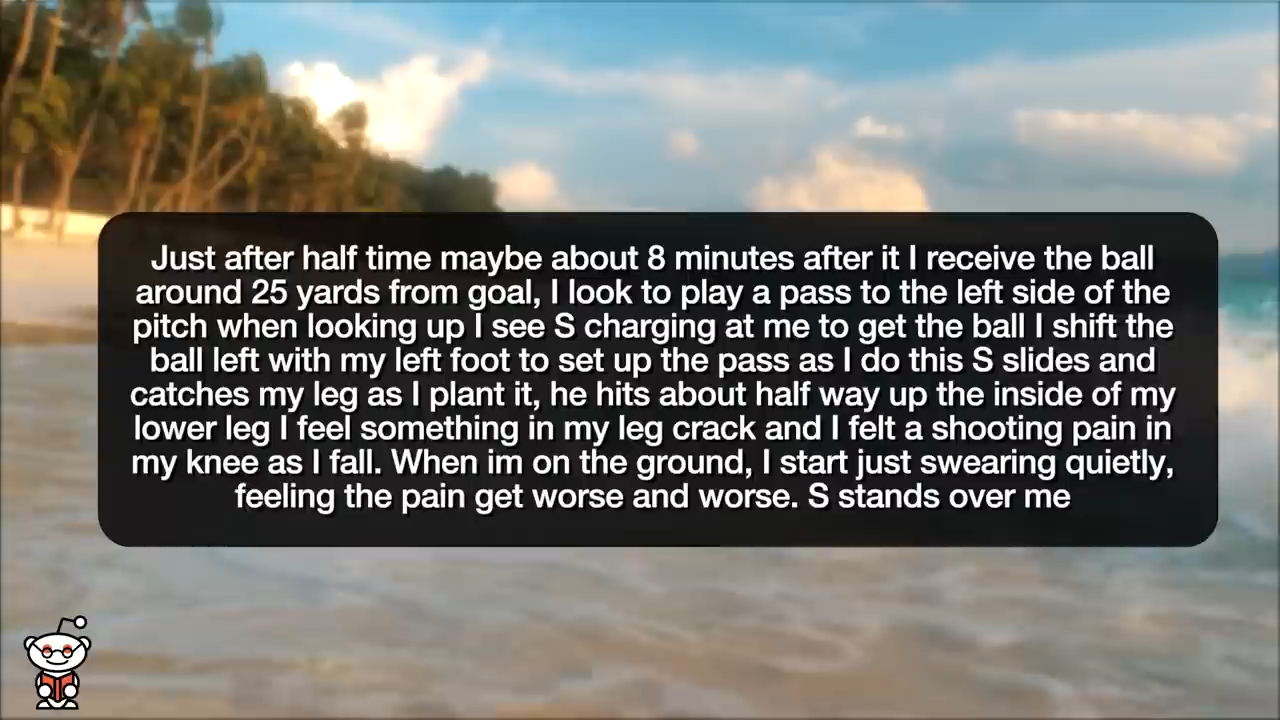 Just after half time maybe about 8 minutes after it I receive the ball
around 25 yards from goal, I look to play a pass to the left side of the
pitch when looking up I see S charging at me to get the ball I shift the
ball left with my left foot to set up the pass as I do this S slides and
catches my leg as I plant it, he hits about half way up the inside of my
lower leg I feel something in my leg crack and I felt a shooting pain in
my knee as I fall. When im on the ground, I start just swearing quietly,
feeling the pain get worse and worse. S stands over me